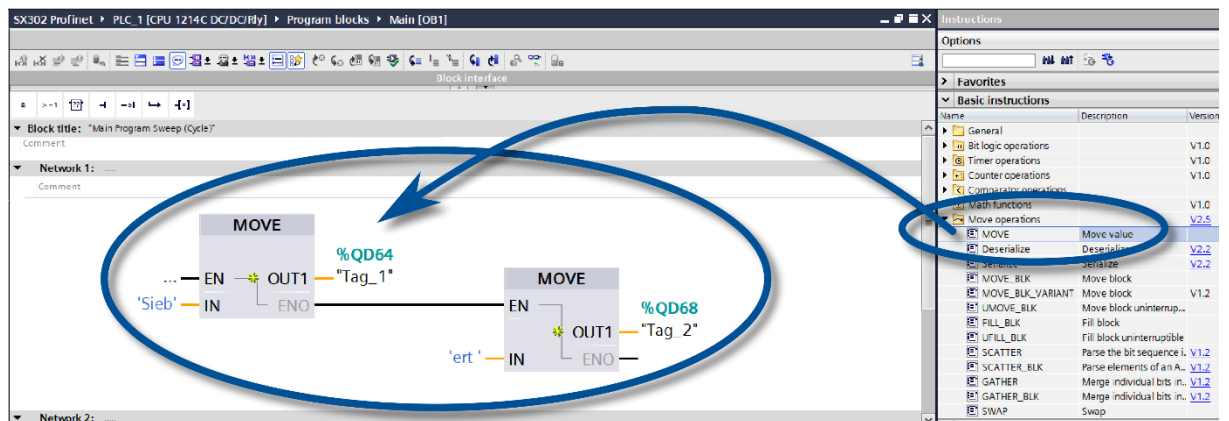 SX302 Profinet ▸ PLC_1 [CPU 1214C DC/DC/Rly] ▸ Program blocks ▸ Main [OB1]
Block interface
& >=1 [??] -| -o| ↦ -[=]
Block title: "Main Program Sweep (Cycle)"
Comment
Network 1: ....
Comment
MOVE
%QD64
... EN OUT1 "Tag_1"
'Sieb' IN ENO
MOVE
%QD68
EN OUT1 "Tag_2"
'ert ' IN ENO
Network 2: ....
Instructions
Options
Favorites
Basic instructions
Name Description Version
General
Bit logic operations V1.0
Timer operations V1.0
Counter operations V1.0
Comparator operations
Math functions V1.0
Move operations V2.5
MOVE Move value
Deserialize Deserialize V2.2
Serialize Serialize V2.2
MOVE_BLK Move block
MOVE_BLK_VARIANT Move block V1.2
UMOVE_BLK Move block uninterrup...
FILL_BLK Fill block
UFILL_BLK Fill block uninterruptible
SCATTER Parse the bit sequence i.. V1.2
SCATTER_BLK Parse elements of an A.. V1.2
GATHER Merge individual bits in.. V1.2
GATHER_BLK Merge individual bits in.. V1.2
SWAP Swap